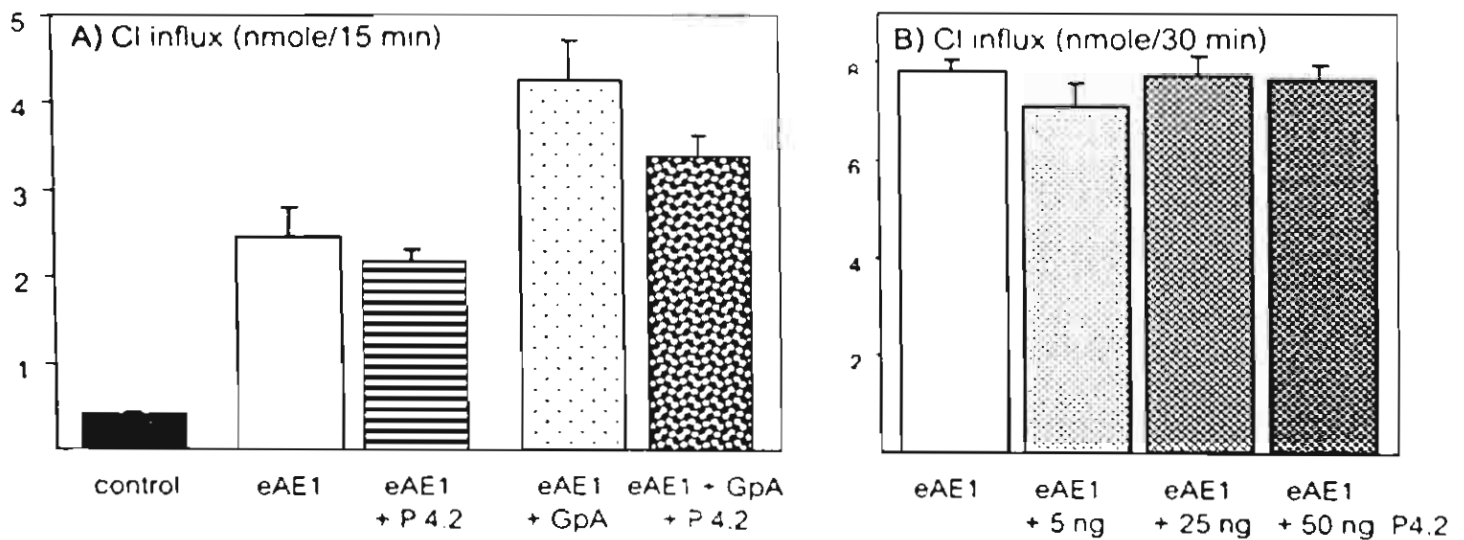 A) Cl influx (nmole/15 min)
5
4
3
2
1
control
eAE1
eAE1
+ P 4.2
eAE1
+ GpA
eAE1 + GpA
+ P 4.2
B) Cl influx (nmole/30 min)
8
6
4
2
eAE1
eAE1
+ 5 ng
eAE1
+ 25 ng
eAE1
+ 50 ng P4.2